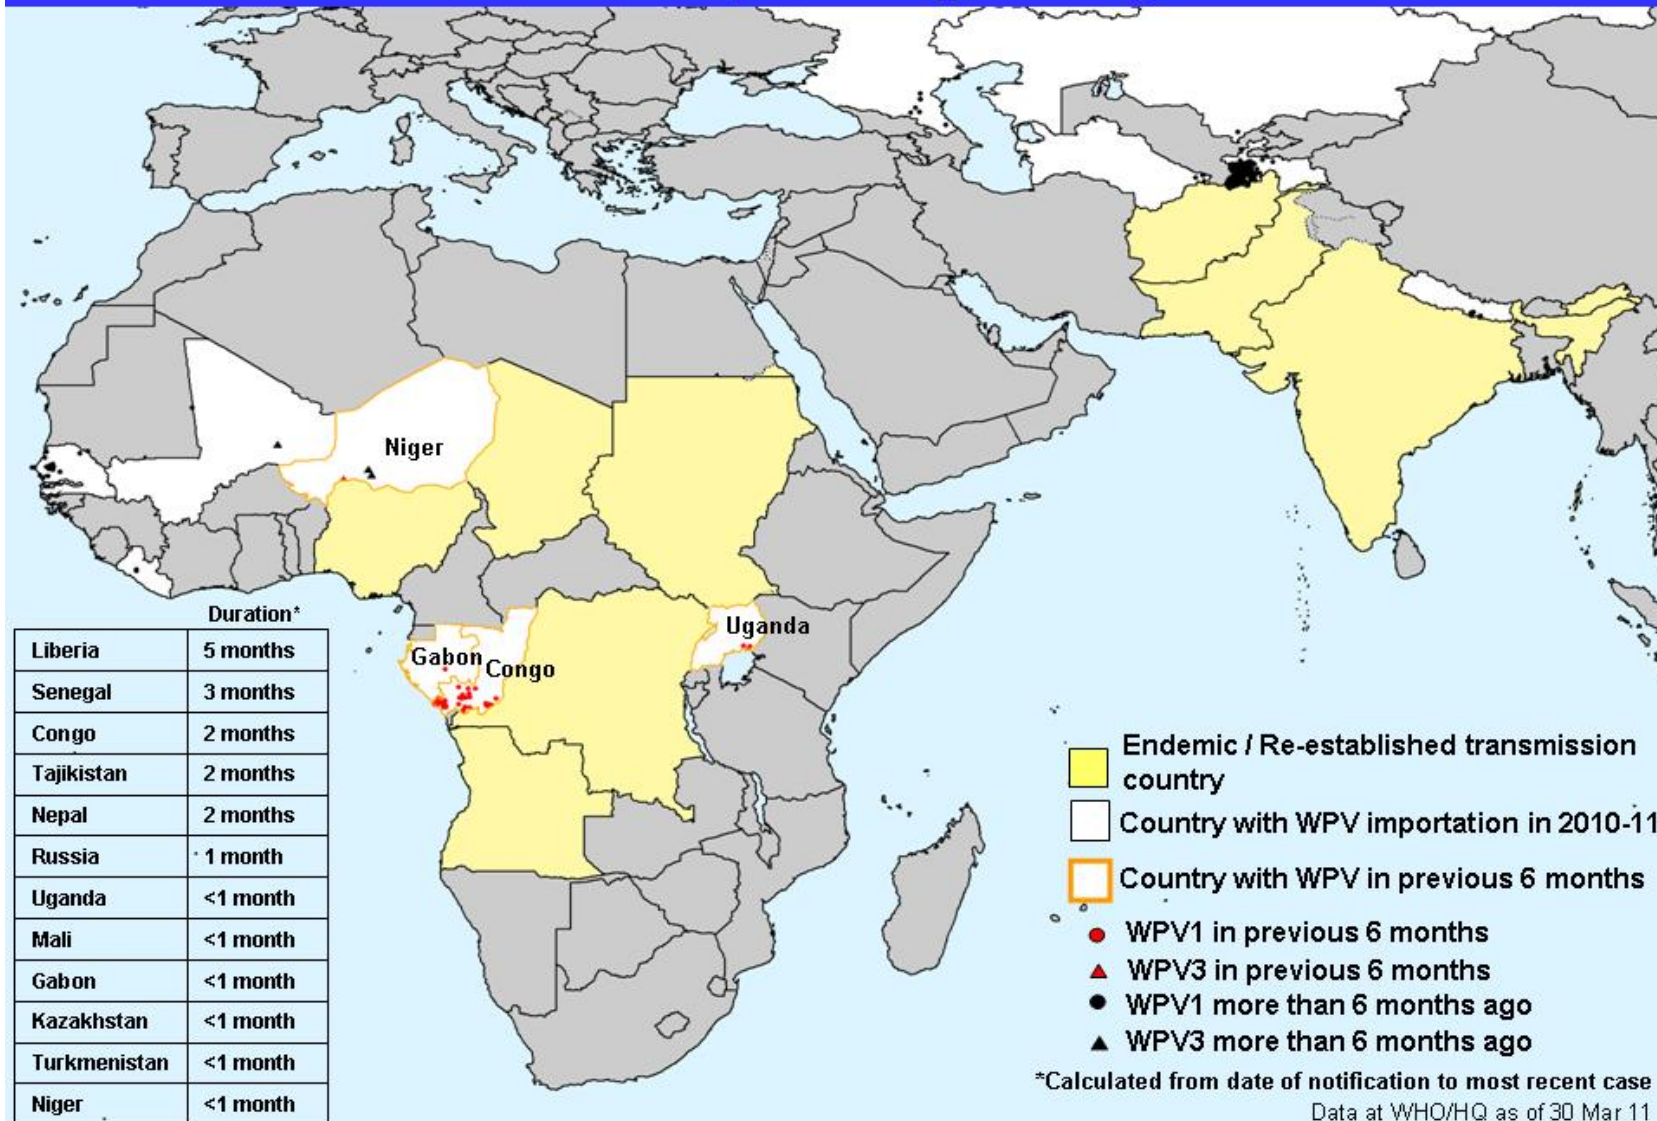 Niger
Uganda
Gabon
Congo
Duration*
Liberia 5 months
Senegal 3 months
Congo 2 months
Tajikistan 2 months
Nepal 2 months
Russia 1 month
Uganda <1 month
Mali <1 month
Gabon <1 month
Kazakhstan <1 month
Turkmenistan <1 month
Niger <1 month
Endemic / Re-established transmission
country
Country with WPV importation in 2010-11
Country with WPV in previous 6 months
WPV1 in previous 6 months
WPV3 in previous 6 months
WPV1 more than 6 months ago
WPV3 more than 6 months ago
*Calculated from date of notification to most recent case
Data at WHO/HQ as of 30 Mar 11